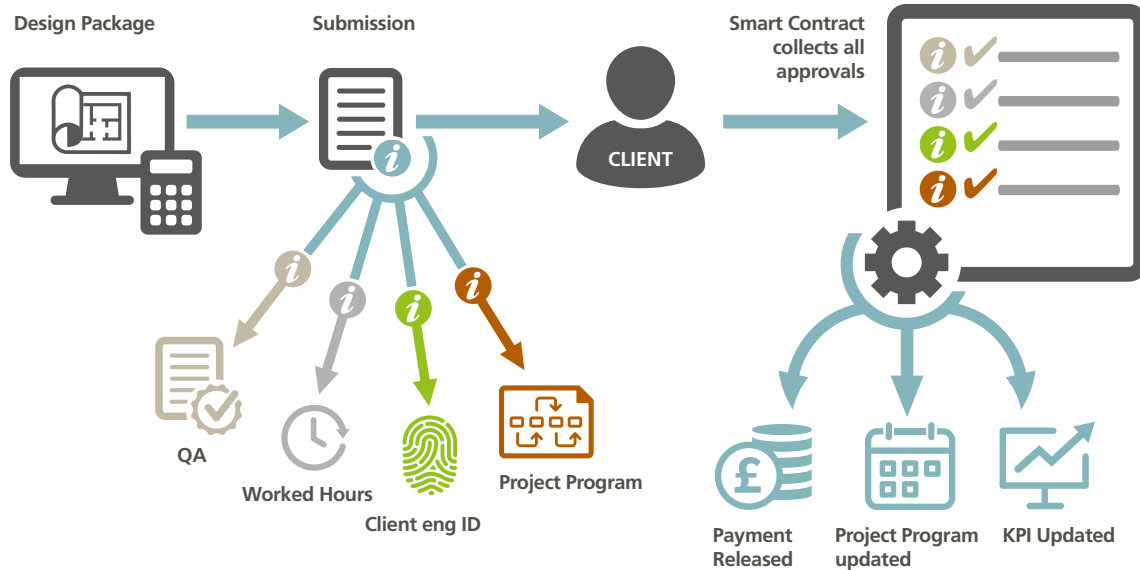 Design Package
Submission
Smart Contract
collects all
approvals
CLIENT
i
i
i
i
i
i
i
i
i
QA
Worked Hours
Client eng ID
Project Program
£
Payment
Released
Project Program
updated
KPI Updated